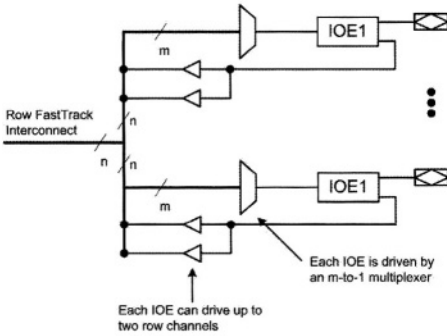 IOE1
m
Row FastTrack
Interconnect
n
n
n
IOE1
m
Each IOE is driven by
an m-to-1 multiplexer
Each IOE can drive up to
two row channels